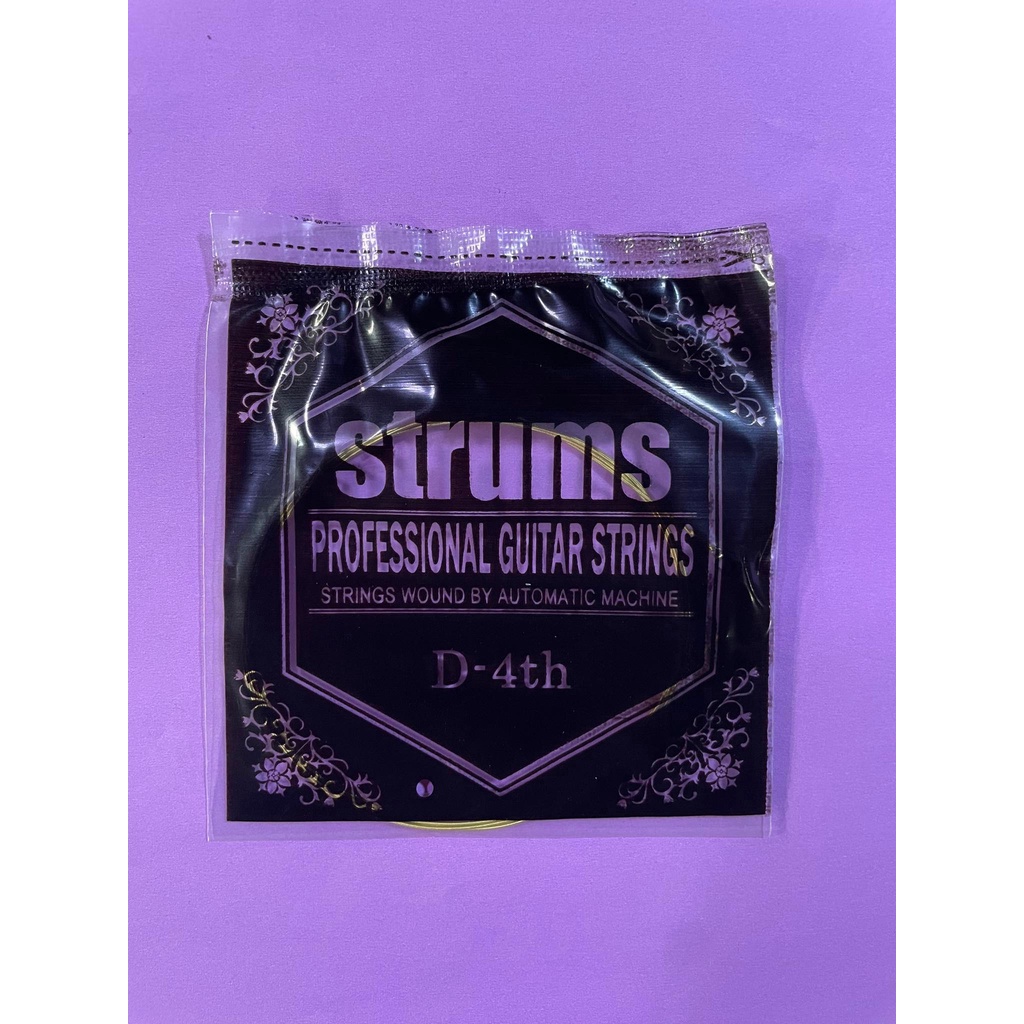 strums
PROFESSIONAL GUITAR STRINGS
STRINGS WOUND BY AUTOMATIC MACHINE
D-4th